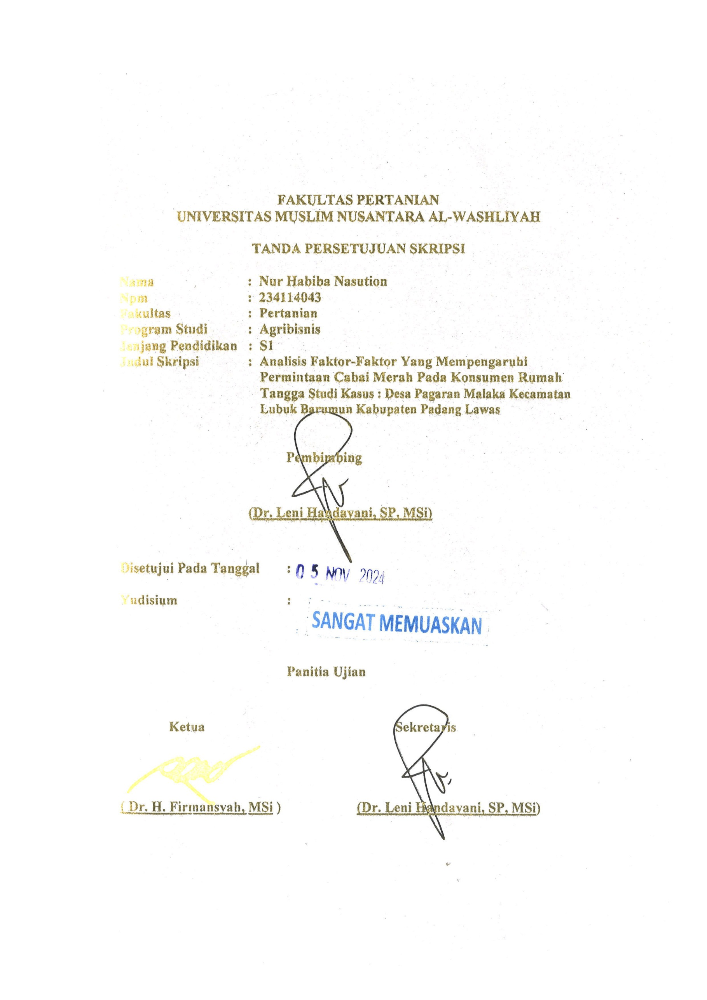 FAKULTAS PERTANIAN
UNIVERSITAS MUSLIM NUSANTARA AL-WASHLIYAH
TANDA PERSETUJUAN SKRIPSI
Nama : Nur Habiba Nasution
Npm : 234114043
Fakultas : Pertanian
Program Studi : Agribisnis
Janjang Pendidikan : S1
Judul Skripsi : Analisis Faktor-Faktor Yang Mempengaruhi
Permintaan Cabai Merah Pada Konsumen Rumah
Tangga Studi Kasus : Desa Pagaran Malaka Kecamatan
Lubuk Barumun Kabupaten Padang Lawas
Pembimbing
(Dr. Leni Handayani, SP, MSi)
Disetujui Pada Tanggal : 05 NOV 2024
Yudisium :
SANGAT MEMUASKAN
Panitia Ujian
Ketua Sekretaris
( Dr. H. Firmansyah, MSi ) (Dr. Leni Handayani, SP, MSi)